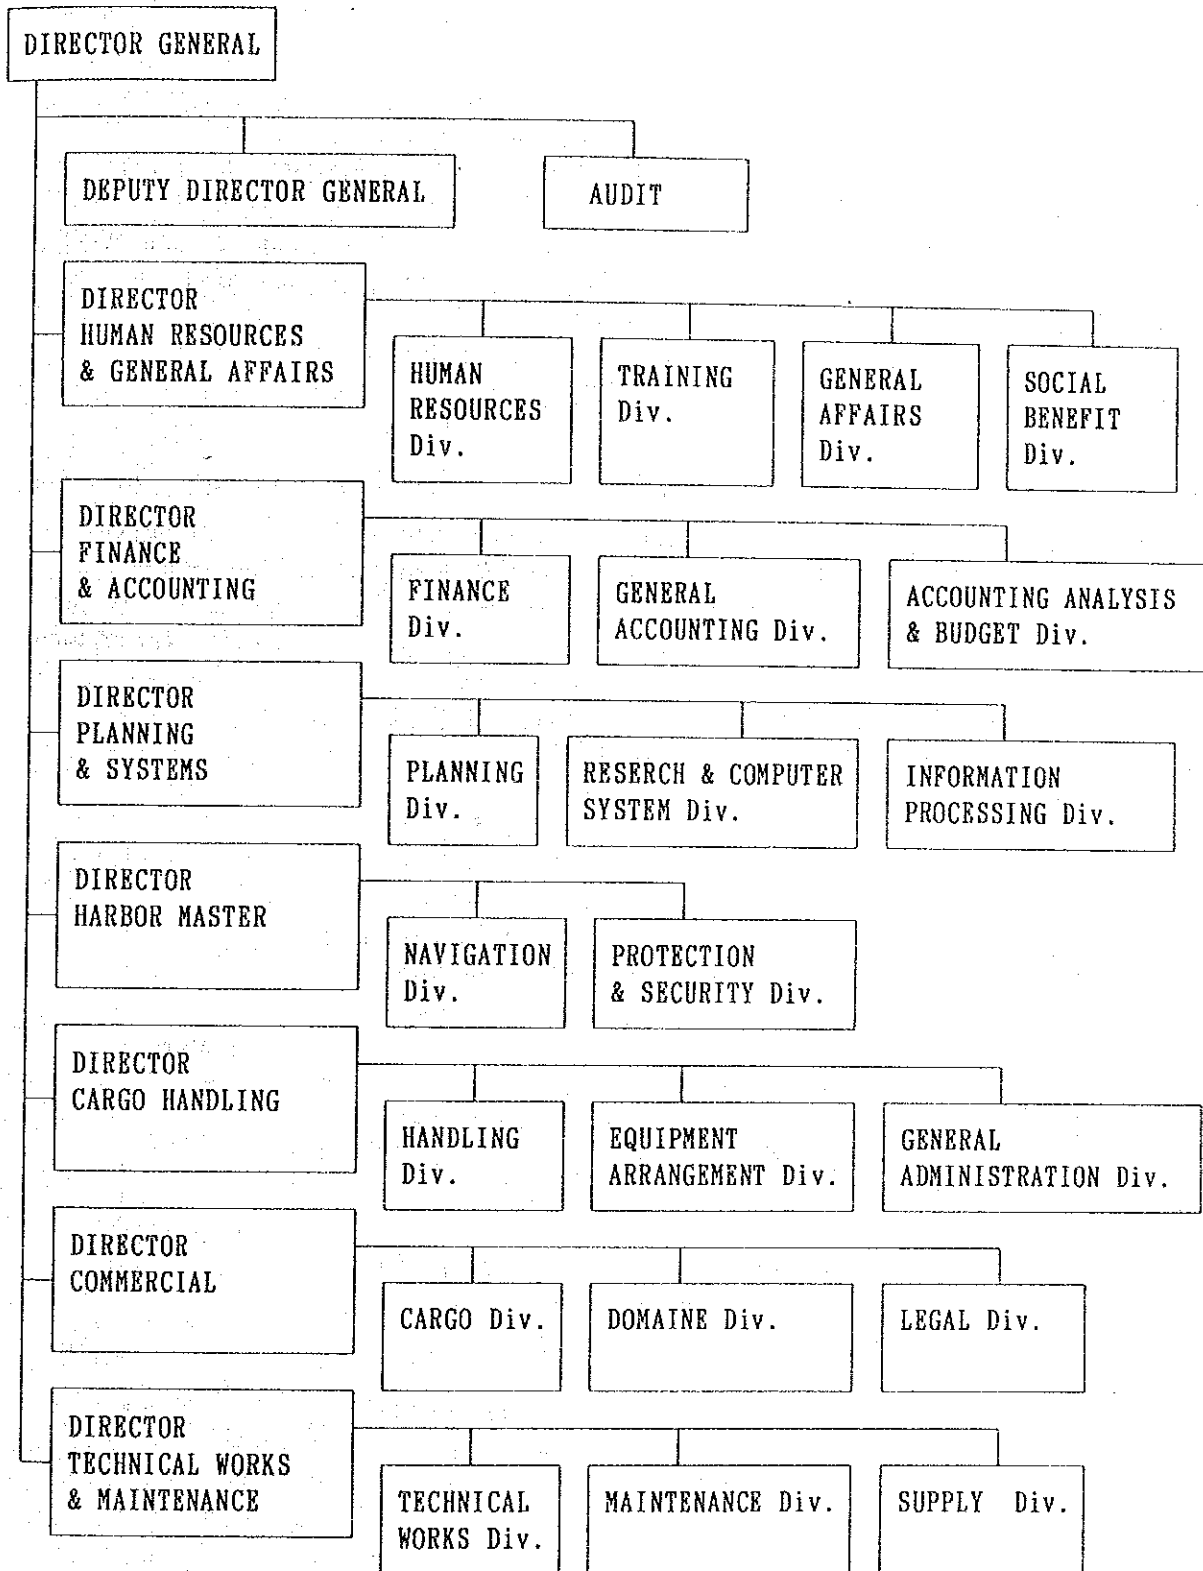 DIRECTOR GENERAL
DEPUTY DIRECTOR GENERAL
AUDIT
DIRECTOR
HUMAN RESOURCES
& GENERAL AFFAIRS
HUMAN
RESOURCES
Div.
TRAINING
Div.
GENERAL
AFFAIRS
Div.
SOCIAL
BENEFIT
Div.
DIRECTOR
FINANCE
& ACCOUNTING
FINANCE
Div.
GENERAL
ACCOUNTING Div.
ACCOUNTING ANALYSIS
& BUDGET Div.
DIRECTOR
PLANNING
& SYSTEMS
PLANNING
Div.
RESERCH & COMPUTER
SYSTEM Div.
INFORMATION
PROCESSING Div.
DIRECTOR
HARBOR MASTER
NAVIGATION
Div.
PROTECTION
& SECURITY Div.
DIRECTOR
CARGO HANDLING
HANDLING
Div.
EQUIPMENT
ARRANGEMENT Div.
GENERAL
ADMINISTRATION Div.
DIRECTOR
COMMERCIAL
CARGO Div.
DOMAINE Div.
LEGAL Div.
DIRECTOR
TECHNICAL WORKS
& MAINTENANCE
TECHNICAL
WORKS Div.
MAINTENANCE Div.
SUPPLY Div.